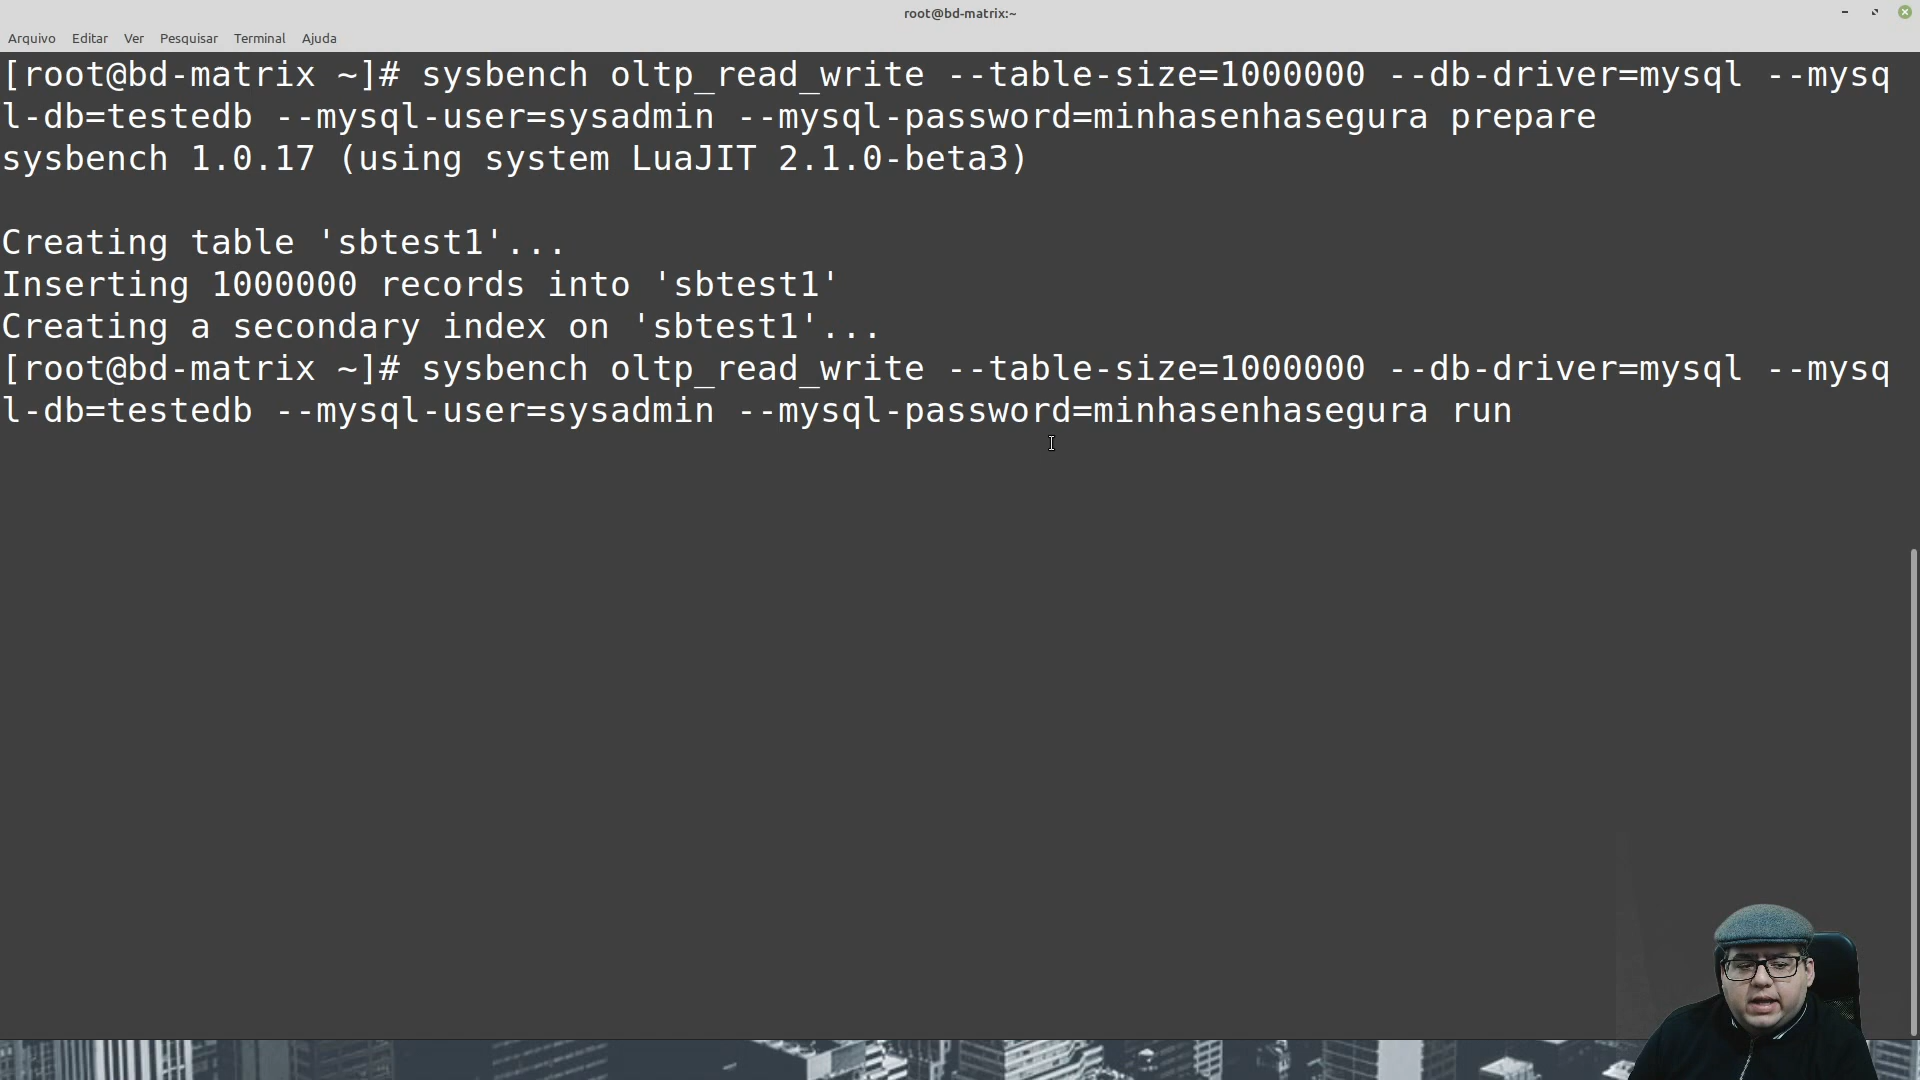 root@bd-matrix:~
Arquivo Editar Ver Pesquisar Terminal Ajuda
[root@bd-matrix ~]# sysbench oltp_read_write --table-size=1000000 --db-driver=mysql --mysq
l-db=testedb --mysql-user=sysadmin --mysql-password=minhasenhasegura prepare
sysbench 1.0.17 (using system LuaJIT 2.1.0-beta3)
Creating table 'sbtest1'...
Inserting 1000000 records into 'sbtest1'
Creating a secondary index on 'sbtest1'...
[root@bd-matrix ~]# sysbench oltp_read_write --table-size=1000000 --db-driver=mysql --mysq
l-db=testedb --mysql-user=sysadmin --mysql-password=minhasenhasegura run